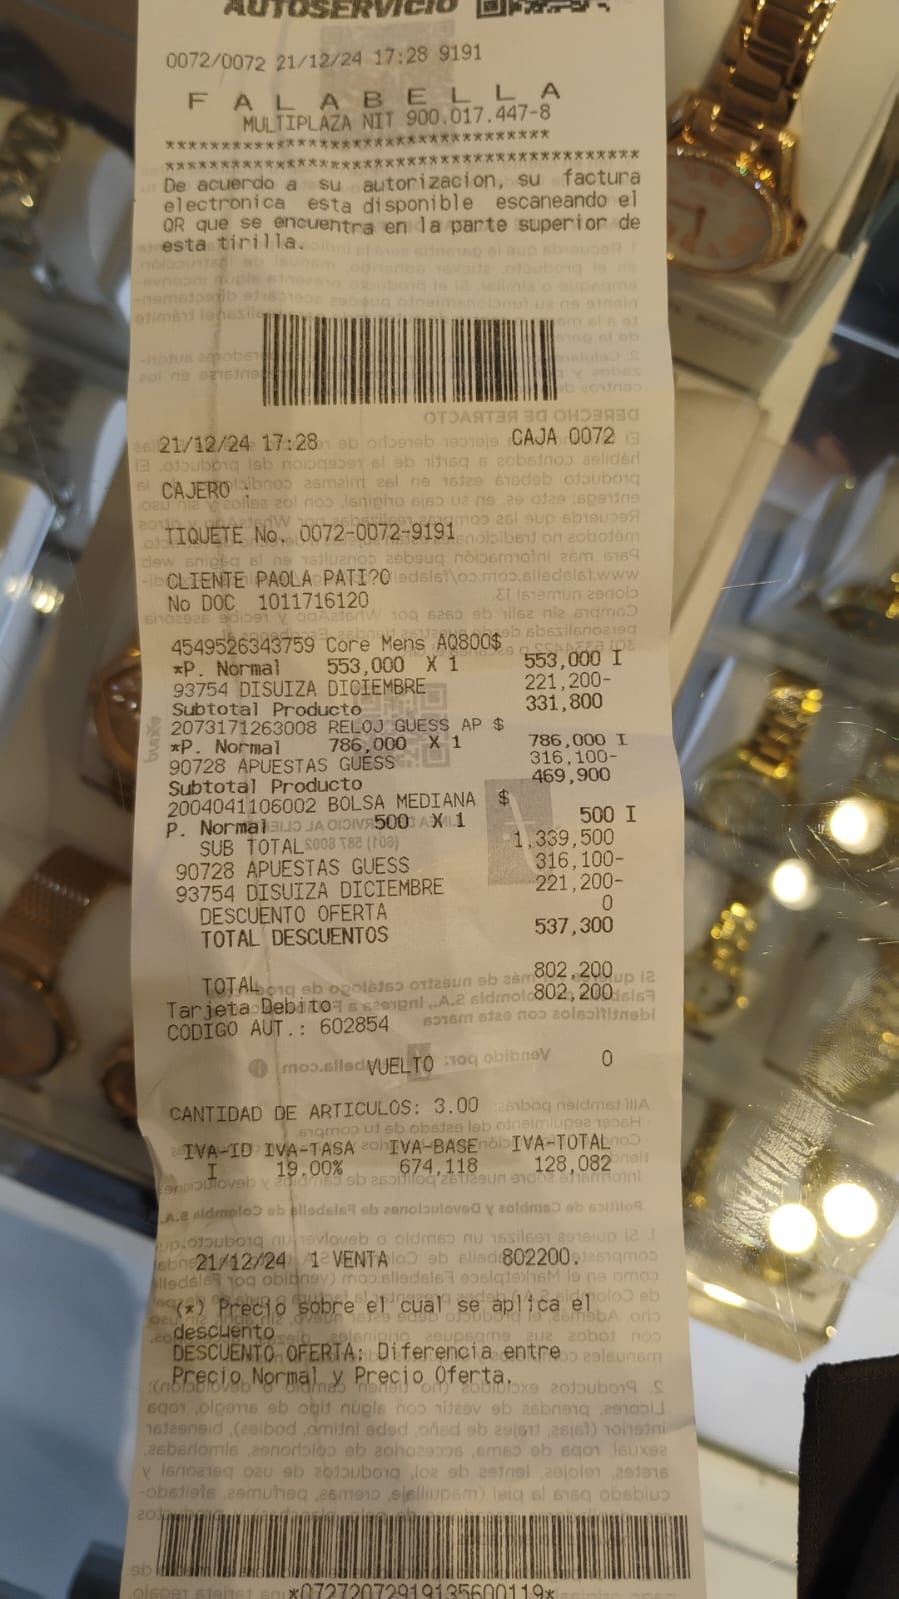 AUTOSERVICIO
0072/0072 21/12/24 17:28 9191
F A L A B E L L A
MULTIPLAZA NIT 900.017.447-8
***********************************
******************************************
De acuerdo a su autorizacion, su factura
electronica esta disponible escaneando el
QR que se encuentra en la parte superior de
esta tirilla.
21/12/24 17:28 CAJA 0072
CAJERO :
TIQUETE No. 0072-0072-9191
CLIENTE PAOLA PATI?O
No DOC 1011716120
4549526343759 Core Mens AQ800$
*P. Normal 553,000 X 1 553,000 I
93754 DISUIZA DICIEMBRE 221,200-
Subtotal Producto 331,800
2073171263008 RELOJ GUESS AP $
*P. Normal 786,000 X 1 786,000 I
90728 APUESTAS GUESS 316,100-
Subtotal Producto 469,900
2004041106002 BOLSA MEDIANA $
P. Normal 500 X 1 500 I
SUB TOTAL 1,339,500
90728 APUESTAS GUESS 316,100-
93754 DISUIZA DICIEMBRE 221,200-
DESCUENTO OFERTA 0
TOTAL DESCUENTOS 537,300
TOTAL 802,200
Tarjeta Debito 802,200
CODIGO AUT.: 602854
VUELTO 0
CANTIDAD DE ARTICULOS: 3.00
IVA-ID IVA-TASA IVA-BASE IVA-TOTAL
I 19.00% 674,118 128,082
21/12/24 1 VENTA 802200.
(*) Precio sobre el cual se aplica el
descuento
DESCUENTO OFERTA: Diferencia entre
Precio Normal y Precio Oferta.
*07272072919135600119*